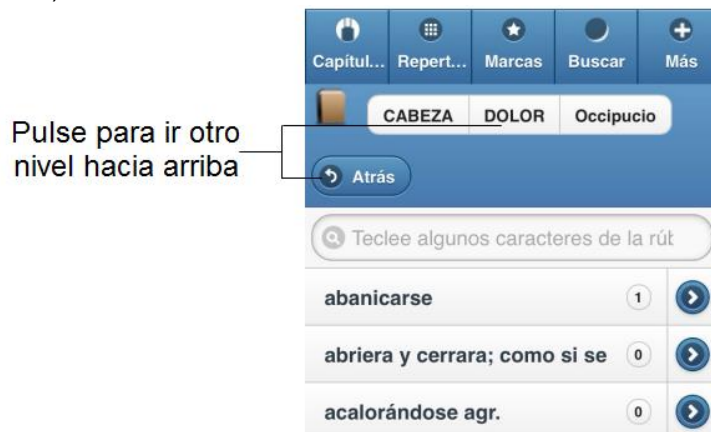 Capítul... Repert... Marcas Buscar Más
CABEZA DOLOR Occipucio
Pulse para ir otro
nivel hacia arriba
Atrás
Teclee algunos caracteres de la rúb
abanicarse 1
abriera y cerrara; como si se 0
acalorándose agr. 0